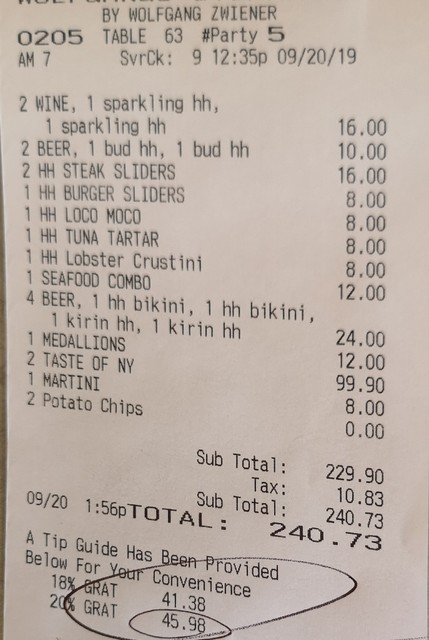 BY WOLFGANG ZWIENER
0205 TABLE 63 #Party 5
AM 7 SvrCk: 9 12:35p 09/20/19
2 WINE, 1 sparkling hh,
1 sparkling hh 16.00
2 BEER, 1 bud hh, 1 bud hh 10.00
2 HH STEAK SLIDERS 16.00
1 HH BURGER SLIDERS 8.00
1 HH LOCO MOCO 8.00
1 HH TUNA TARTAR 8.00
1 HH Lobster Crustini 8.00
1 SEAFOOD COMBO 12.00
4 BEER, 1 hh bikini, 1 hh bikini,
1 kirin hh, 1 kirin hh 24.00
1 MEDALLIONS 12.00
2 TASTE OF NY 99.90
1 MARTINI 8.00
2 Potato Chips 0.00
Sub Total: 229.90
Tax: 10.83
Sub Total: 240.73
09/20 1:56pTOTAL: 240.73
A Tip Guide Has Been Provided
Below For Your Convenience
18% GRAT 41.38
20% GRAT 45.98